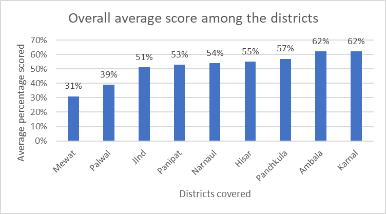 Overall average score among the districts
Average percentage scored
70%
60%
50%
40%
30%
20%
10%
0%
31%
39%
51%
53%
54%
55%
57%
62%
62%
Mewat
Palwal
Jind
Panipat
Narnaul
Hisar
Panchkula
Ambala
Karnal
Districts covered